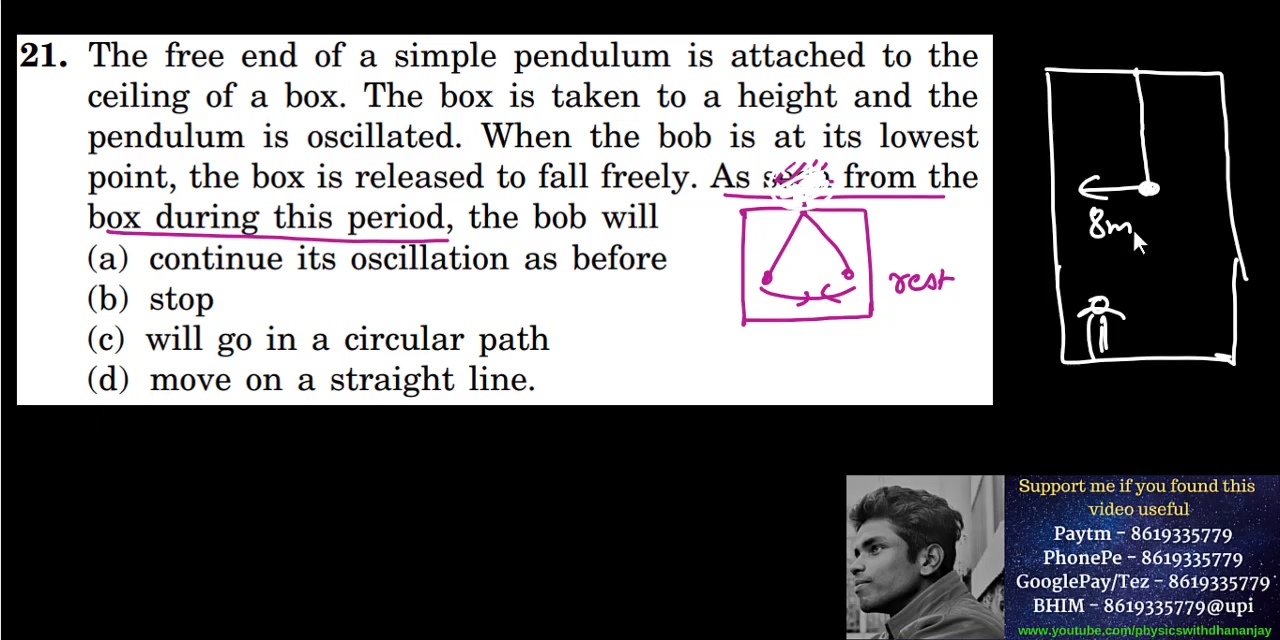 21. The free end of a simple pendulum is attached to the
ceiling of a box. The box is taken to a height and the
pendulum is oscillated. When the bob is at its lowest
point, the box is released to fall freely. As from the
box during this period, the bob will
(a) continue its oscillation as before
(b) stop
(c) will go in a circular path
(d) move on a straight line.
rest
8m
Support me if you found this
video useful
Paytm - 8619335779
PhonePe - 8619335779
GooglePay/Tez - 8619335779
BHIM - 8619335779@upi
www.youtube.com/physicswithdhananjay